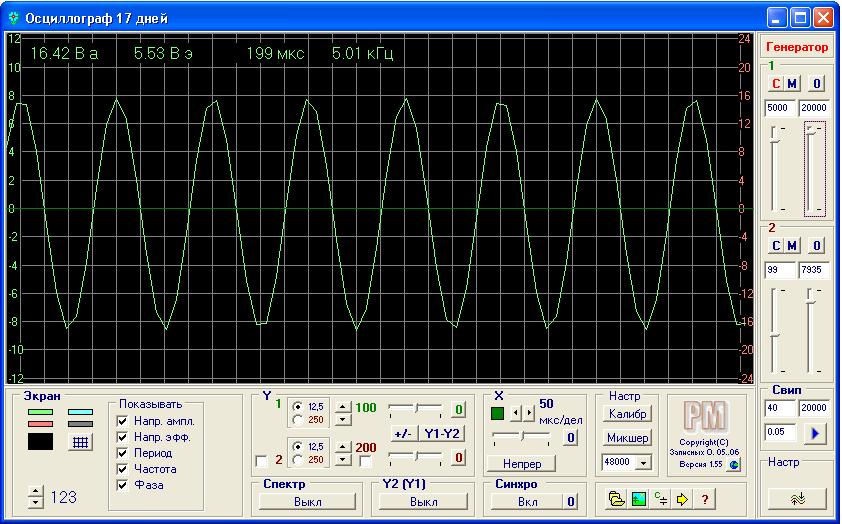 Осциллограф 17 дней
16.42 В а 5.53 В э 199 мкс 5.01 кГц
12
10
8
6
4
2
0
-2
-4
-6
-8
-10
-12
24
20
16
12
8
4
0
-4
-8
-12
-16
-20
-24
Генератор
1
С М 0
5000 20000
2
С М 0
99 7935
Свип
40 20000
0.05
Настр
Экран
123
Показывать
Напр. ампл.
Напр. эфф.
Период
Частота
Фаза
Y
1 12,5 100 0
250
+/- Y1-Y2
2 12,5 200 0
250
Спектр
Выкл
Y2 (Y1)
Выкл
X
50
мкс/дел
0
Непрер
Синхро
Вкл 0
Настр
Калибр
Микшер
48000
PM
Copyright(C)
Записных О. 05..06
Версия 1.55
C
?